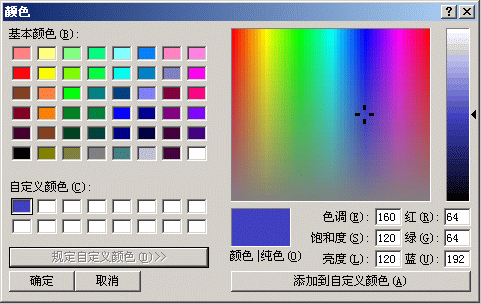 颜色
基本颜色(B):
自定义颜色(C):
规定自定义颜色(D)>>
确定 取消
颜色|纯色(O)
色调(E): 160 红(R): 64
饱和度(S): 120 绿(G): 64
亮度(L): 120 蓝(U): 192
添加到自定义颜色(A)